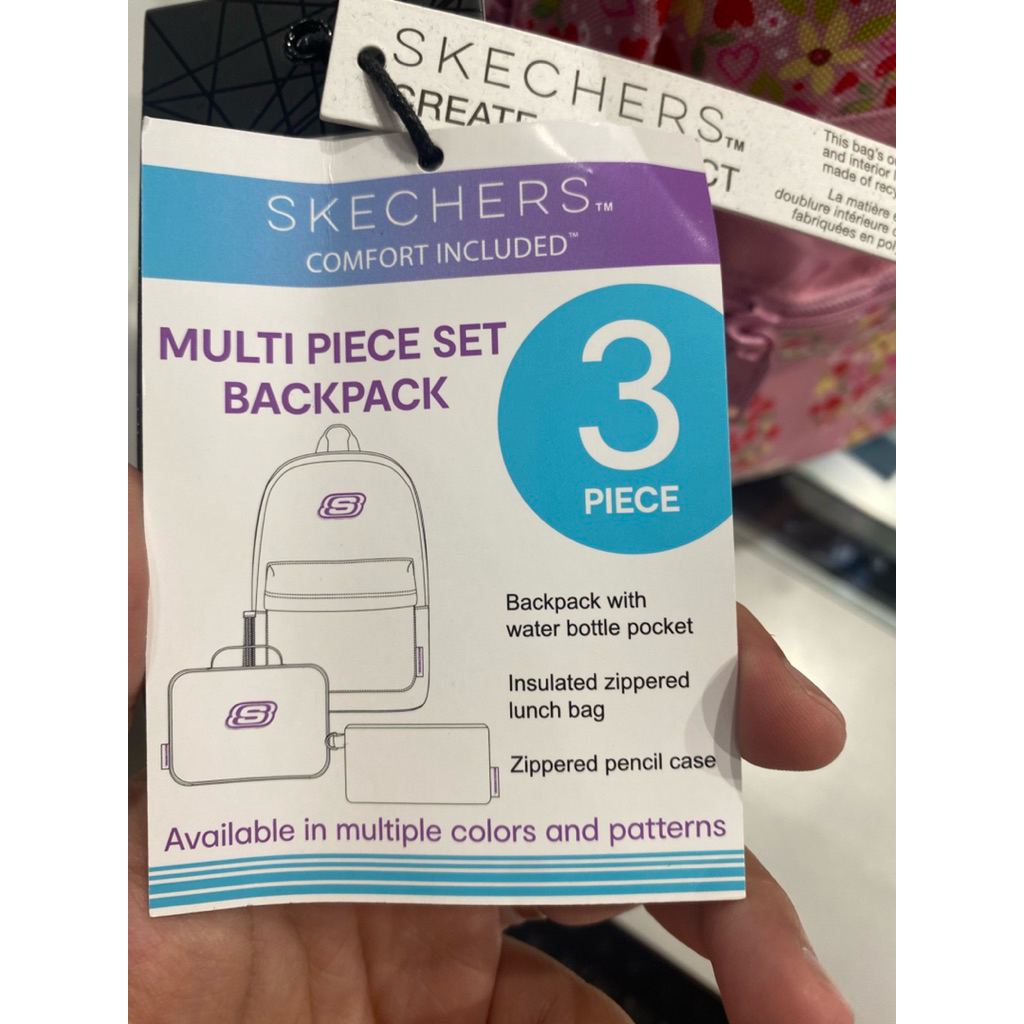 SKECHERS™
CREATE
CT
This bag's
and interior
made of
La matière
doublure intérieure
fabriquées en
SKECHERS™
COMFORT INCLUDED™
MULTI PIECE SET
BACKPACK
3
PIECE
Backpack with
water bottle pocket
Insulated zippered
lunch bag
Zippered pencil case
Available in multiple colors and patterns